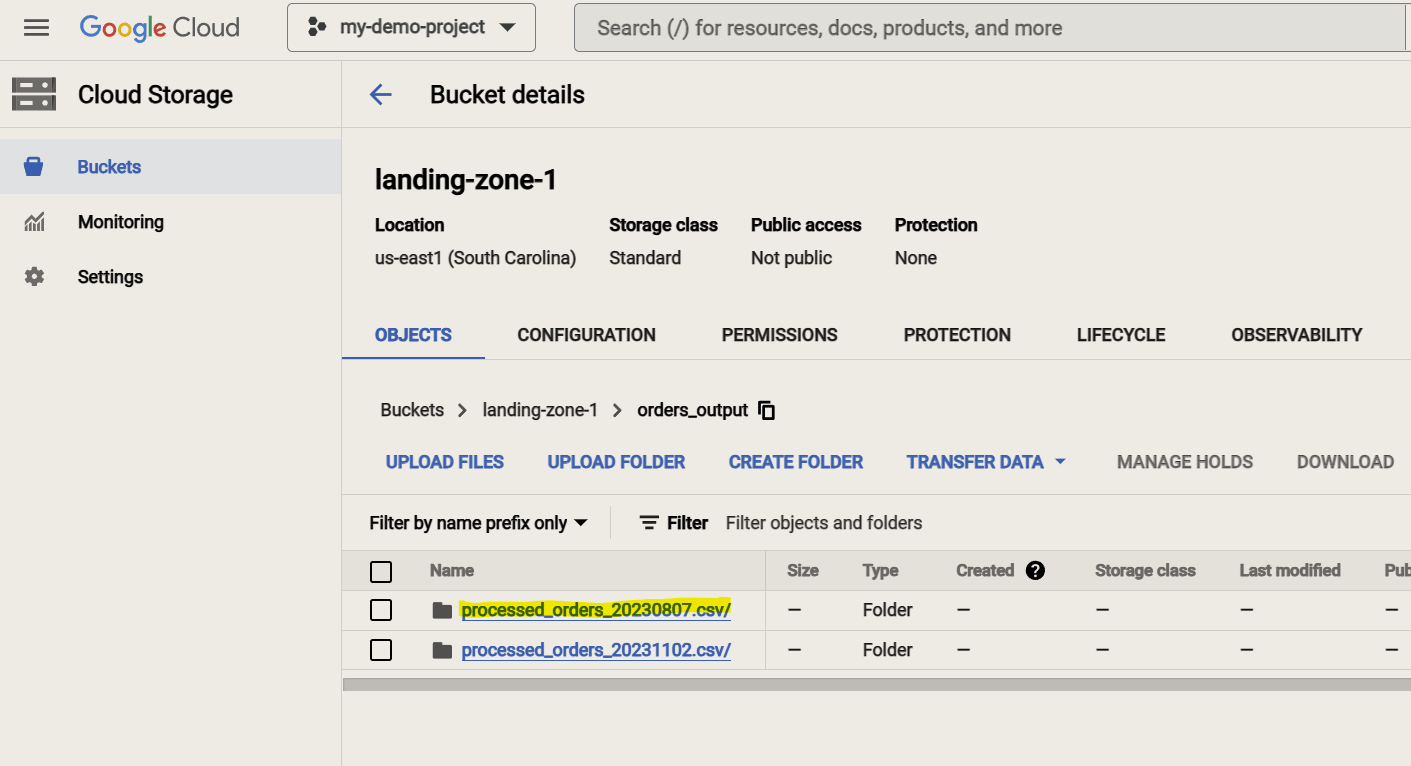 Google Cloud
my-demo-project
Search (/) for resources, docs, products, and more
Cloud Storage
Bucket details
Buckets
Monitoring
Settings
landing-zone-1
Location Storage class Public access Protection
us-east1 (South Carolina) Standard Not public None
OBJECTS CONFIGURATION PERMISSIONS PROTECTION LIFECYCLE OBSERVABILITY
Buckets > landing-zone-1 > orders_output
UPLOAD FILES UPLOAD FOLDER CREATE FOLDER TRANSFER DATA MANAGE HOLDS DOWNLOAD
Filter by name prefix only Filter Filter objects and folders
Name Size Type Created ? Storage class Last modified Pub
processed_orders_20230807.csv/ — Folder — — — —
processed_orders_20231102.csv/ — Folder — — — —